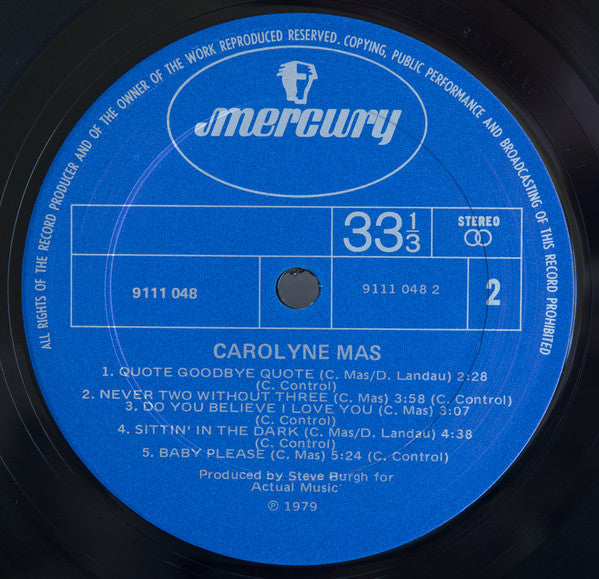 ALL RIGHTS OF THE RECORD PRODUCER AND OF THE OWNER OF THE WORK REPRODUCED RESERVED. COPYING, PUBLIC PERFORMANCE AND BROADCASTING OF THIS RECORD PROHIBITED
mercury
33 1/3
STEREO
9111 048
9111 048 2
2
CAROLYNE MAS
1. QUOTE GOODBYE QUOTE (C. Mas/D. Landau) 2:28
(C. Control)
2. NEVER TWO WITHOUT THREE (C. Mas) 3:58 (C. Control)
3. DO YOU BELIEVE I LOVE YOU (C. Mas) 3:07
(C. Control)
4. SITTIN' IN THE DARK (C. Mas/D. Landau) 4:38
(C. Control)
5. BABY PLEASE (C. Mas) 5:24 (C. Control)
Produced by Steve Burgh for
Actual Music
℗ 1979